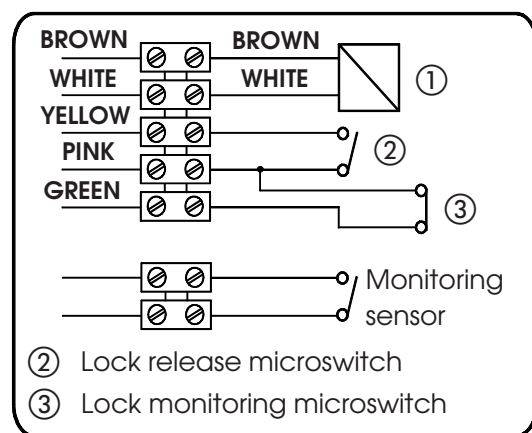 BROWN BROWN
WHITE WHITE ①
YELLOW
PINK ②
GREEN ③
Monitoring
sensor
② Lock release microswitch
③ Lock monitoring microswitch